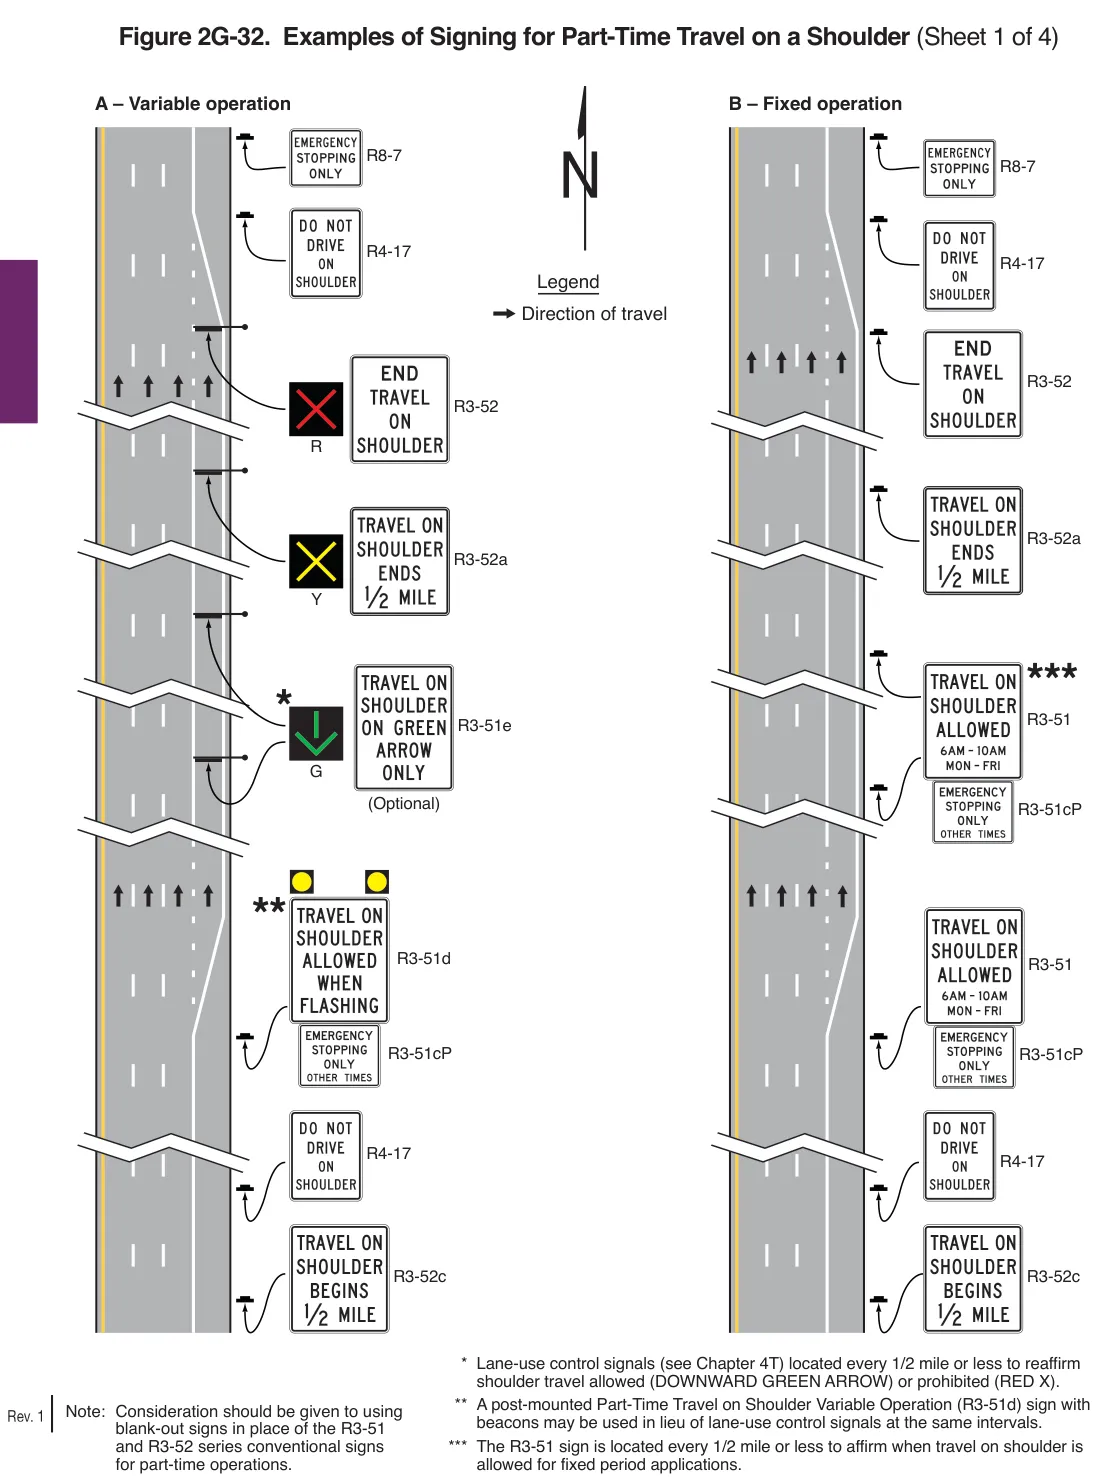 Figure 2G-32. Examples of Signing for Part-Time Travel on a Shoulder (Sheet 1 of 4)
A – Variable operation
EMERGENCY
STOPPING
ONLY
R8-7
DO NOT
DRIVE
ON
SHOULDER
R4-17
END
TRAVEL
ON
SHOULDER
R3-52
R
TRAVEL ON
SHOULDER
ENDS
1/2 MILE
R3-52a
Y
*
TRAVEL ON
SHOULDER
ON GREEN
ARROW
ONLY
R3-51e
G
(Optional)
**
TRAVEL ON
SHOULDER
ALLOWED
WHEN
FLASHING
R3-51d
EMERGENCY
STOPPING
ONLY
OTHER TIMES
R3-51cP
DO NOT
DRIVE
ON
SHOULDER
R4-17
TRAVEL ON
SHOULDER
BEGINS
1/2 MILE
R3-52c
N
Legend
Direction of travel
B – Fixed operation
EMERGENCY
STOPPING
ONLY
R8-7
DO NOT
DRIVE
ON
SHOULDER
R4-17
END
TRAVEL
ON
SHOULDER
R3-52
TRAVEL ON
SHOULDER
ENDS
1/2 MILE
R3-52a
***
TRAVEL ON
SHOULDER
ALLOWED
6AM – 10AM
MON – FRI
R3-51
EMERGENCY
STOPPING
ONLY
OTHER TIMES
R3-51cP
TRAVEL ON
SHOULDER
ALLOWED
6AM – 10AM
MON – FRI
R3-51
EMERGENCY
STOPPING
ONLY
OTHER TIMES
R3-51cP
DO NOT
DRIVE
ON
SHOULDER
R4-17
TRAVEL ON
SHOULDER
BEGINS
1/2 MILE
R3-52c
Rev. 1
Note: Consideration should be given to using
blank-out signs in place of the R3-51
and R3-52 series conventional signs
for part-time operations.
* Lane-use control signals (see Chapter 4T) located every 1/2 mile or less to reaffirm
shoulder travel allowed (DOWNWARD GREEN ARROW) or prohibited (RED X).
** A post-mounted Part-Time Travel on Shoulder Variable Operation (R3-51d) sign with
beacons may be used in lieu of lane-use control signals at the same intervals.
*** The R3-51 sign is located every 1/2 mile or less to affirm when travel on shoulder is
allowed for fixed period applications.